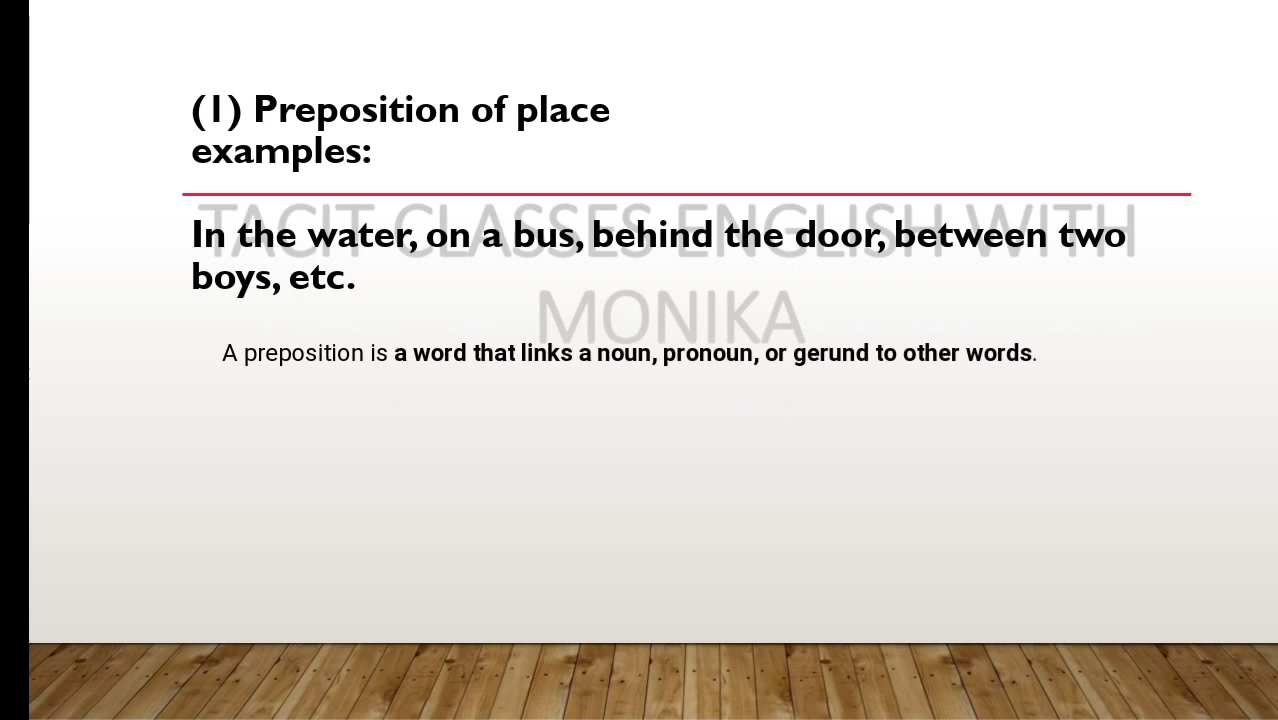 (1) Preposition of place
examples:
TACIT CLASSES ENGLISH WITH
In the water, on a bus, behind the door, between two
boys, etc.
MONIKA
A preposition is a word that links a noun, pronoun, or gerund to other words.